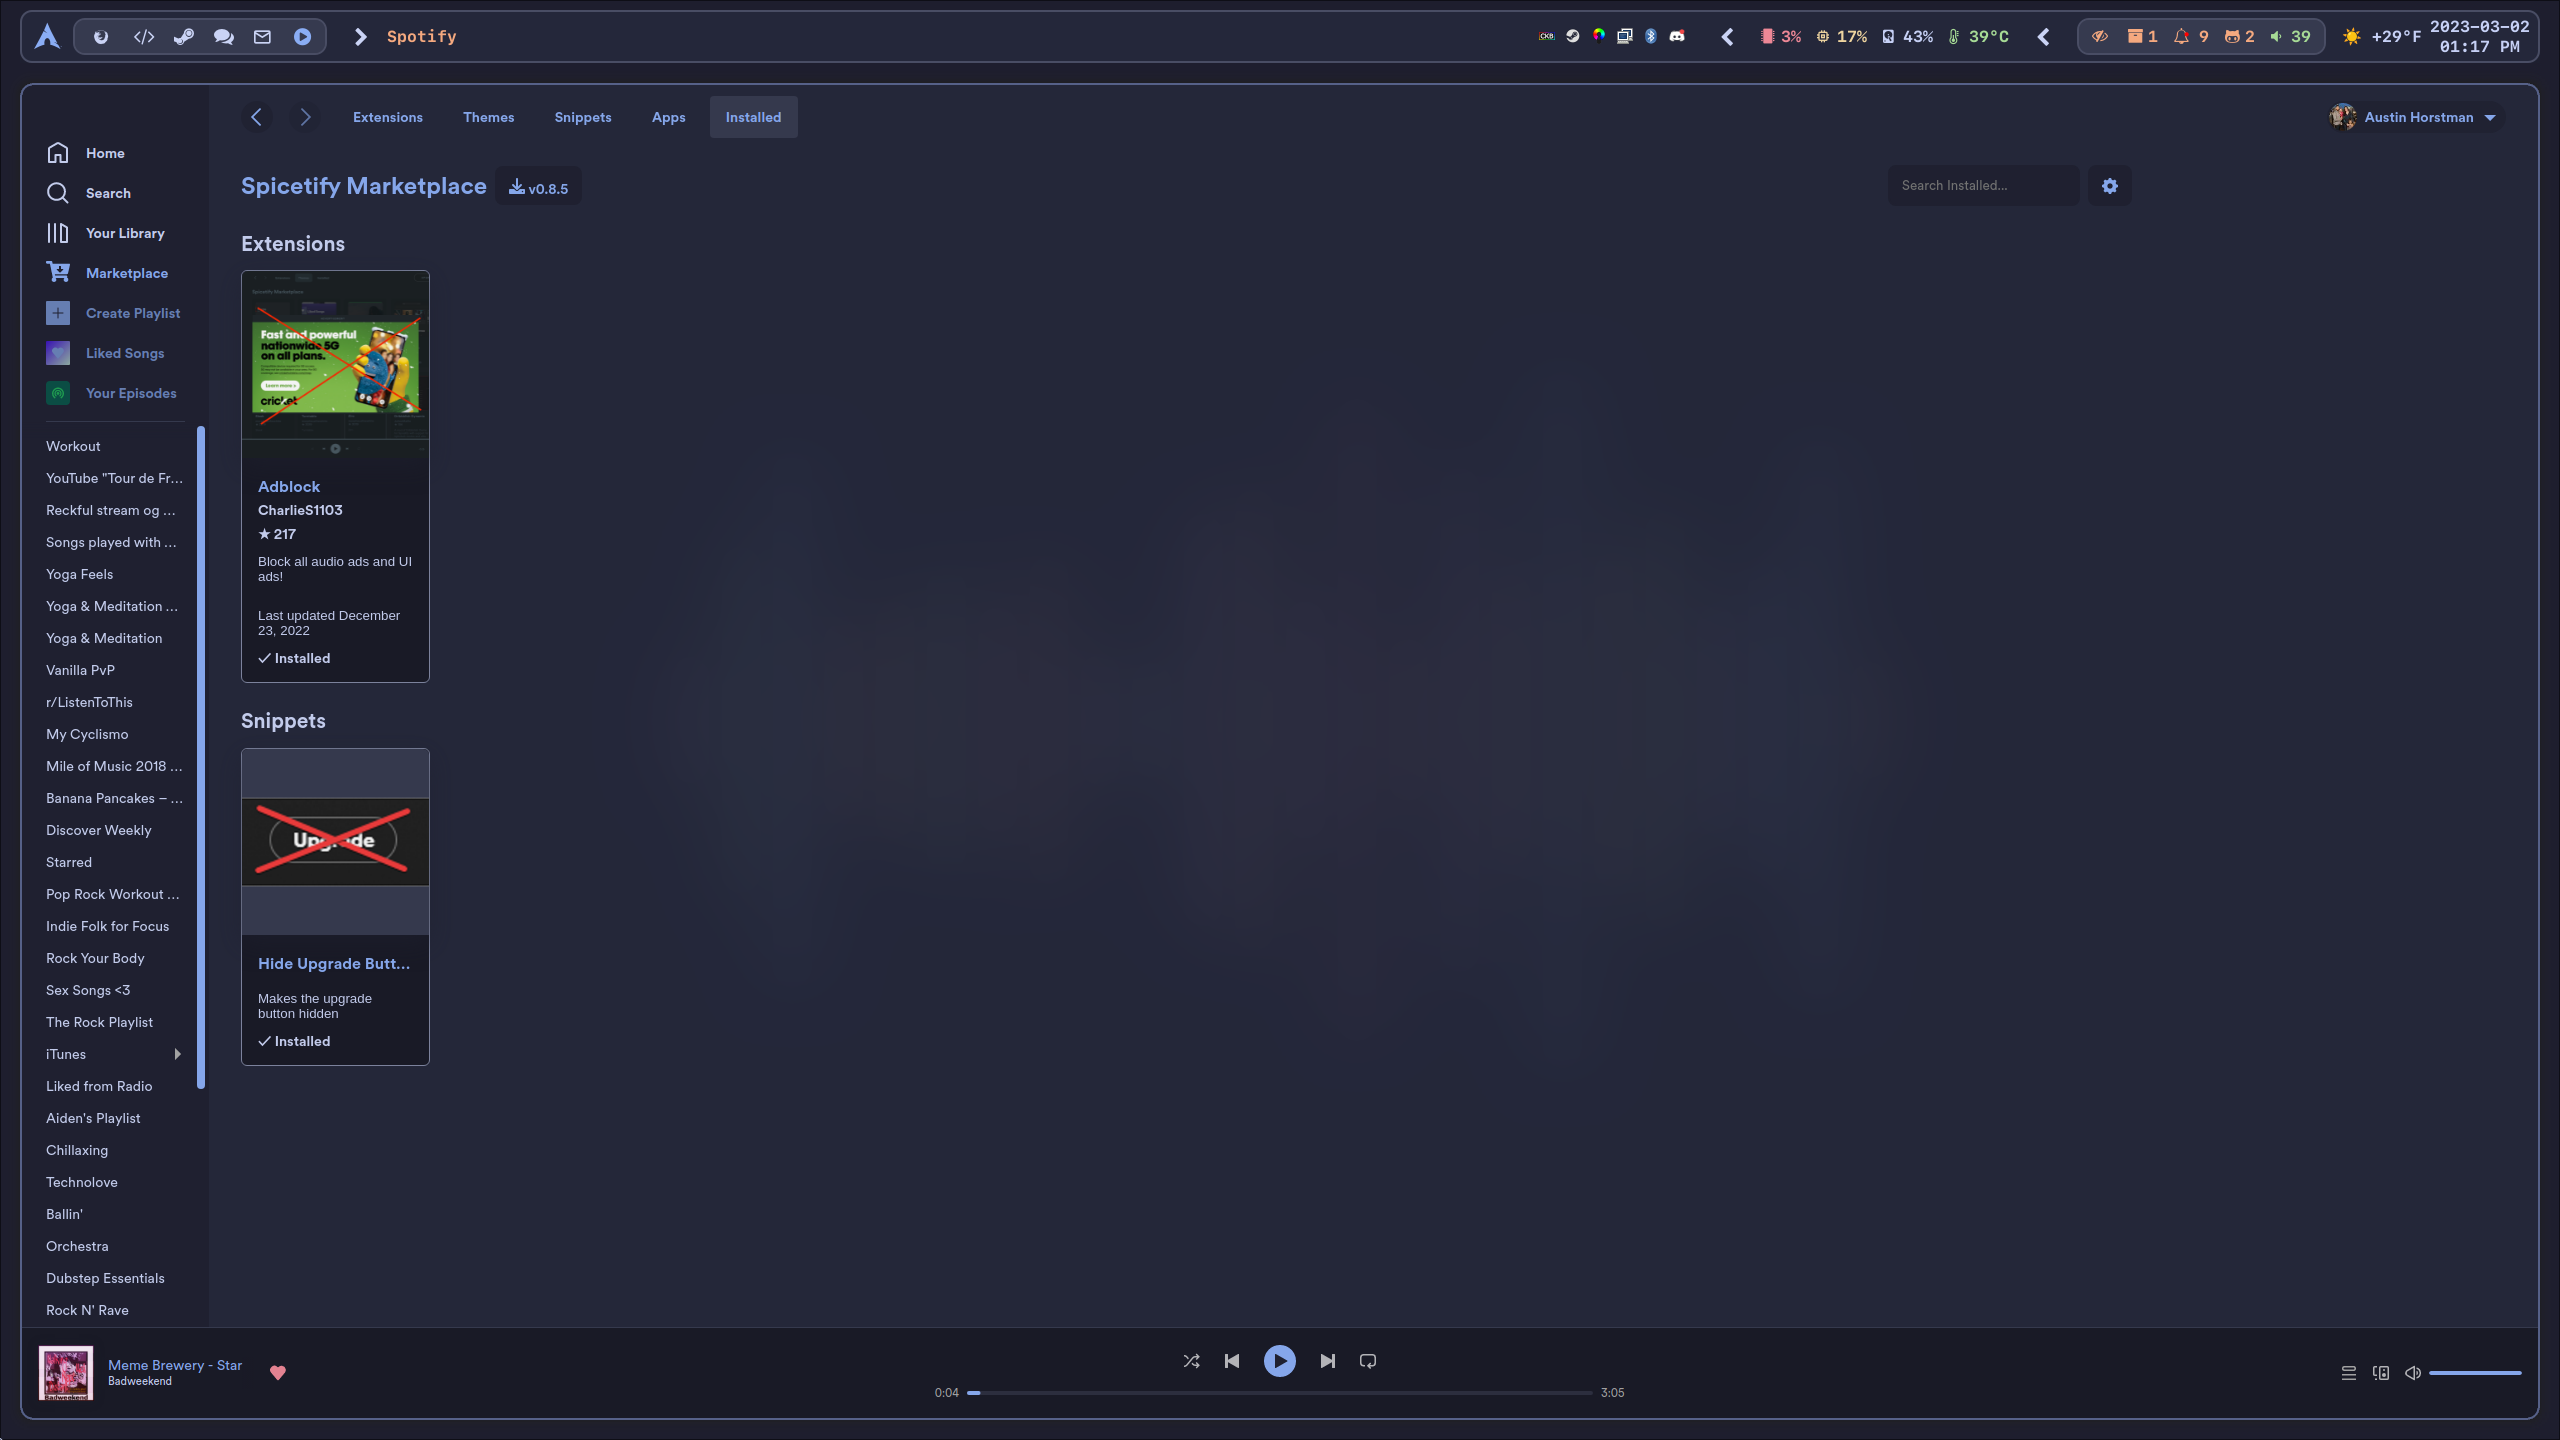 Spotify
3%
17%
43%
39°C
1
9
2
39
+29°F
2023-03-02
01:17 PM
Extensions
Themes
Snippets
Apps
Installed
Austin Horstman
Home
Search
Your Library
Marketplace
Create Playlist
Liked Songs
Your Episodes
Workout
YouTube "Tour de Fr...
Reckful stream og ...
Songs played with ...
Yoga Feels
Yoga & Meditation ...
Yoga & Meditation
Vanilla PvP
r/ListenToThis
My Cyclismo
Mile of Music 2018 ...
Banana Pancakes – ...
Discover Weekly
Starred
Pop Rock Workout ...
Indie Folk for Focus
Rock Your Body
Sex Songs <3
The Rock Playlist
iTunes
Liked from Radio
Aiden's Playlist
Chillaxing
Technolove
Ballin'
Orchestra
Dubstep Essentials
Rock N' Rave
Spicetify Marketplace
v0.8.5
Search Installed...
Extensions
Fast and powerful
nationwide 5G
on all plans.
Learn more >
cricket
Adblock
CharlieS1103
★ 217
Block all audio ads and UI
ads!
Last updated December
23, 2022
✓ Installed
Snippets
Upgrade
Hide Upgrade Butt...
Makes the upgrade
button hidden
✓ Installed
Meme Brewery - Star
Badweekend
0:04
3:05